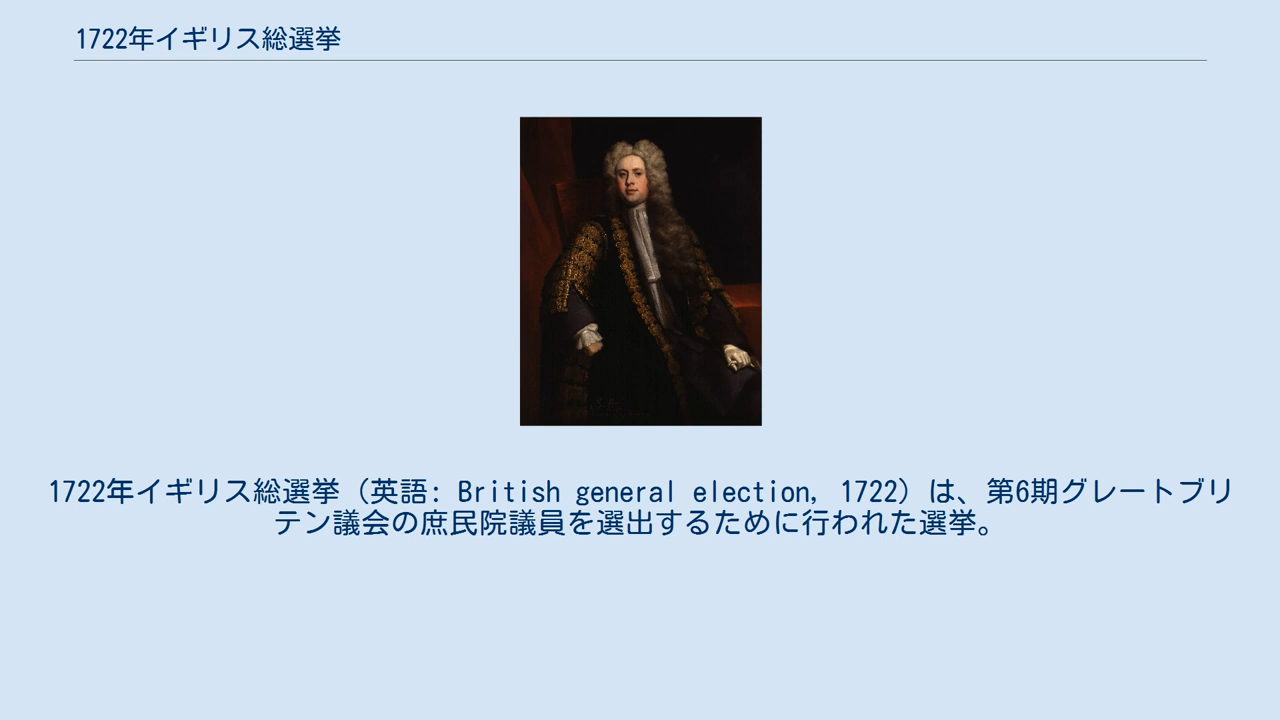 1722年イギリス総選挙
1722年イギリス総選挙（英語: British general election, 1722）は、第6期グレートブリ
テン議会の庶民院議員を選出するために行われた選挙。